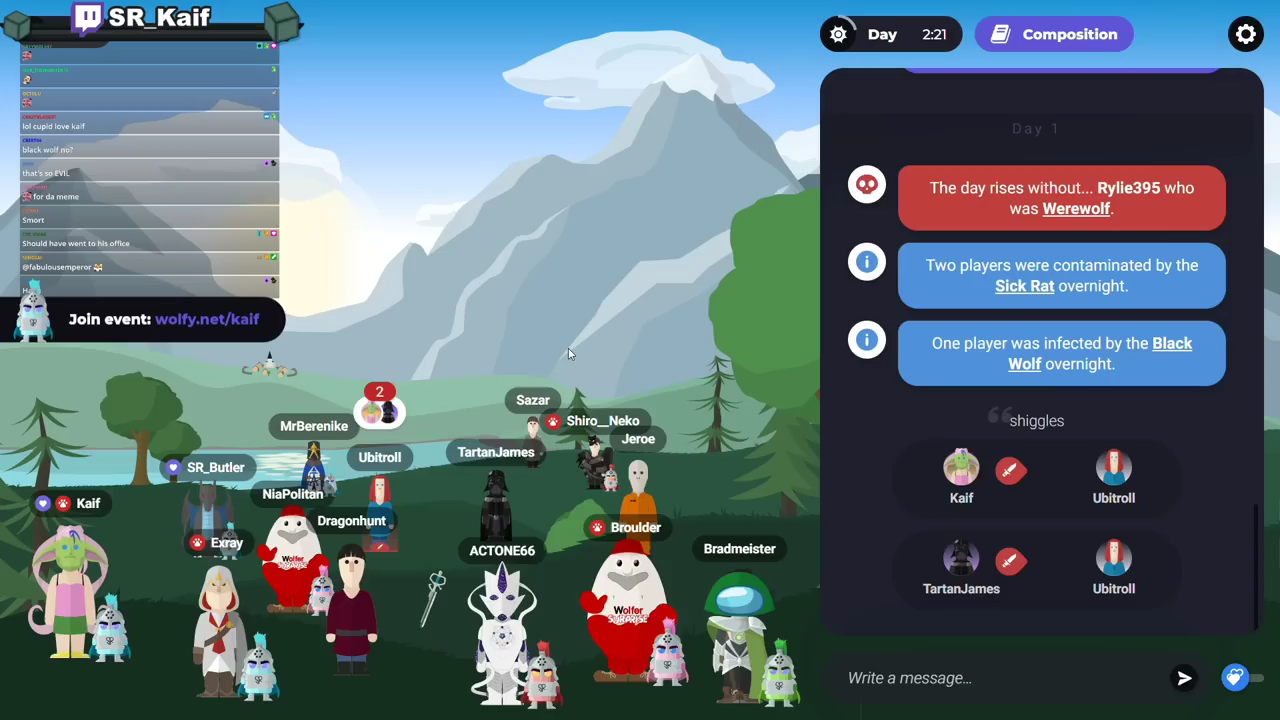 SR_Kaif
Day
2:21
Composition
lol cupid love kaif
black wolf no?
that's so EVIL
for da meme
Smort
Should have went to his office
@fabulousemperor
Join event: wolfy.net/kaif
Day 1
The day rises without... Rylie395 who
was Werewolf.
Two players were contaminated by the
Sick Rat overnight.
One player was infected by the Black
Wolf overnight.
shiggles
Kaif
Ubitroll
TartanJames
Ubitroll
Write a message...
2
Sazar
MrBerenike
Shiro__Neko
Jeroe
TartanJames
Ubitroll
SR_Butler
NiaPolitan
Kaif
Dragonhunt
Broulder
Exray
ACTONE66
Bradmeister
Wolfer
SURPRISE
Wolfer
SURPRISE